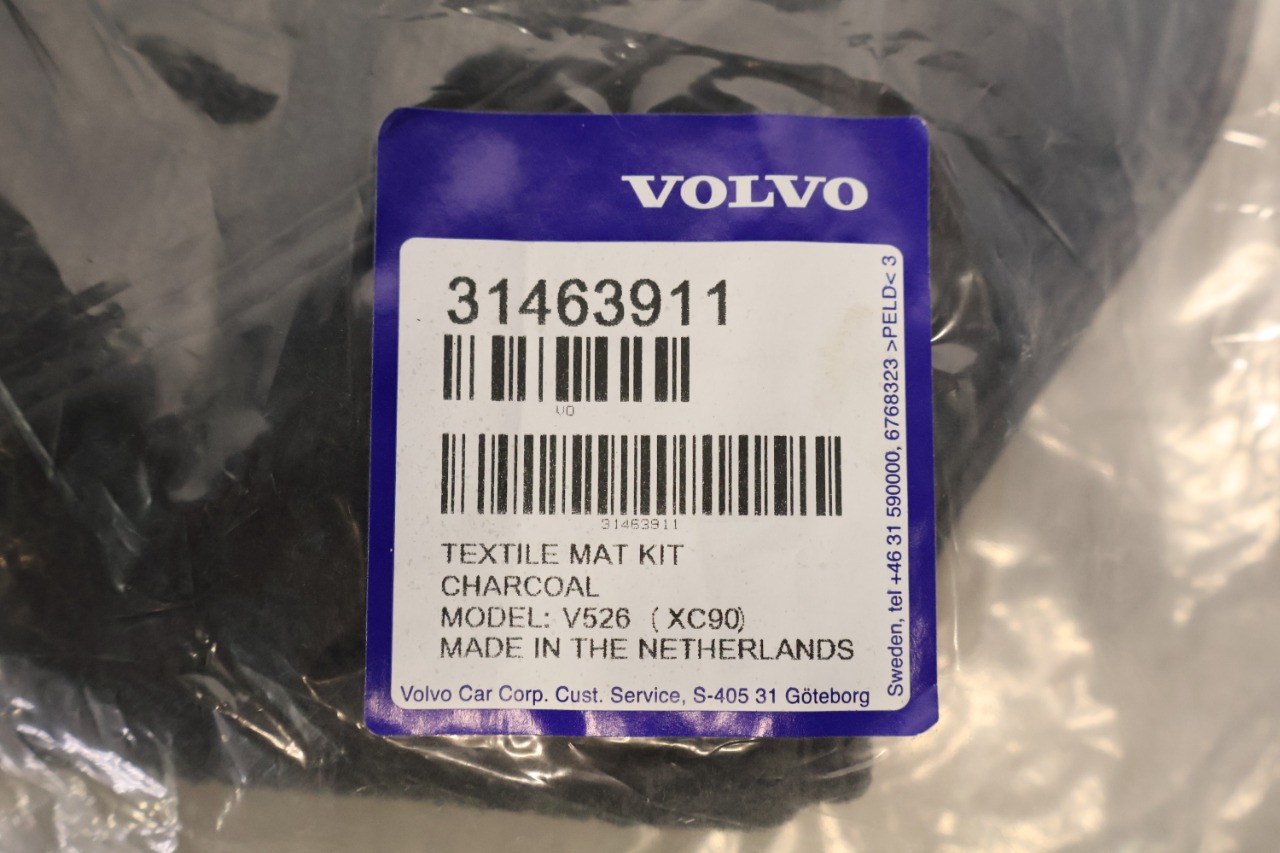 VOLVO
31463911
VO
31463911
TEXTILE MAT KIT
CHARCOAL
MODEL: V526 ( XC90)
MADE IN THE NETHERLANDS
Volvo Car Corp. Cust. Service, S-405 31 Göteborg
Sweden, tel +46 31 590000, 6768323 >PELD< 3